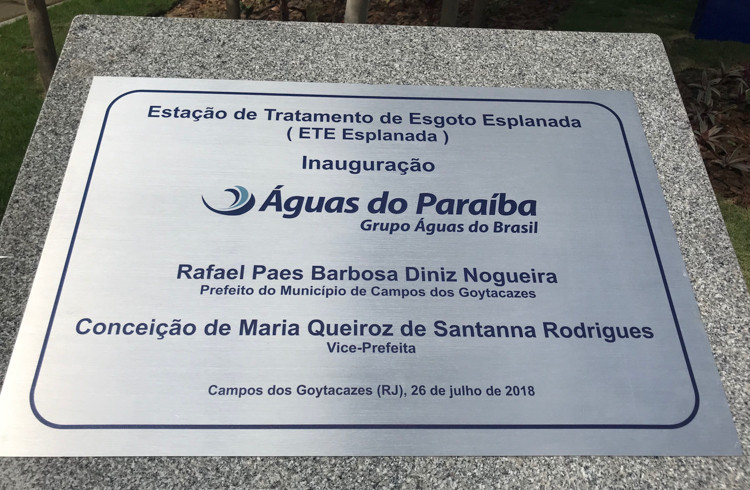 Estação de Tratamento de Esgoto Esplanada
( ETE Esplanada )
Inauguração
Águas do Paraíba
Grupo Águas do Brasil
Rafael Paes Barbosa Diniz Nogueira
Prefeito do Município de Campos dos Goytacazes
Conceição de Maria Queiroz de Santanna Rodrigues
Vice-Prefeita
Campos dos Goytacazes (RJ), 26 de julho de 2018